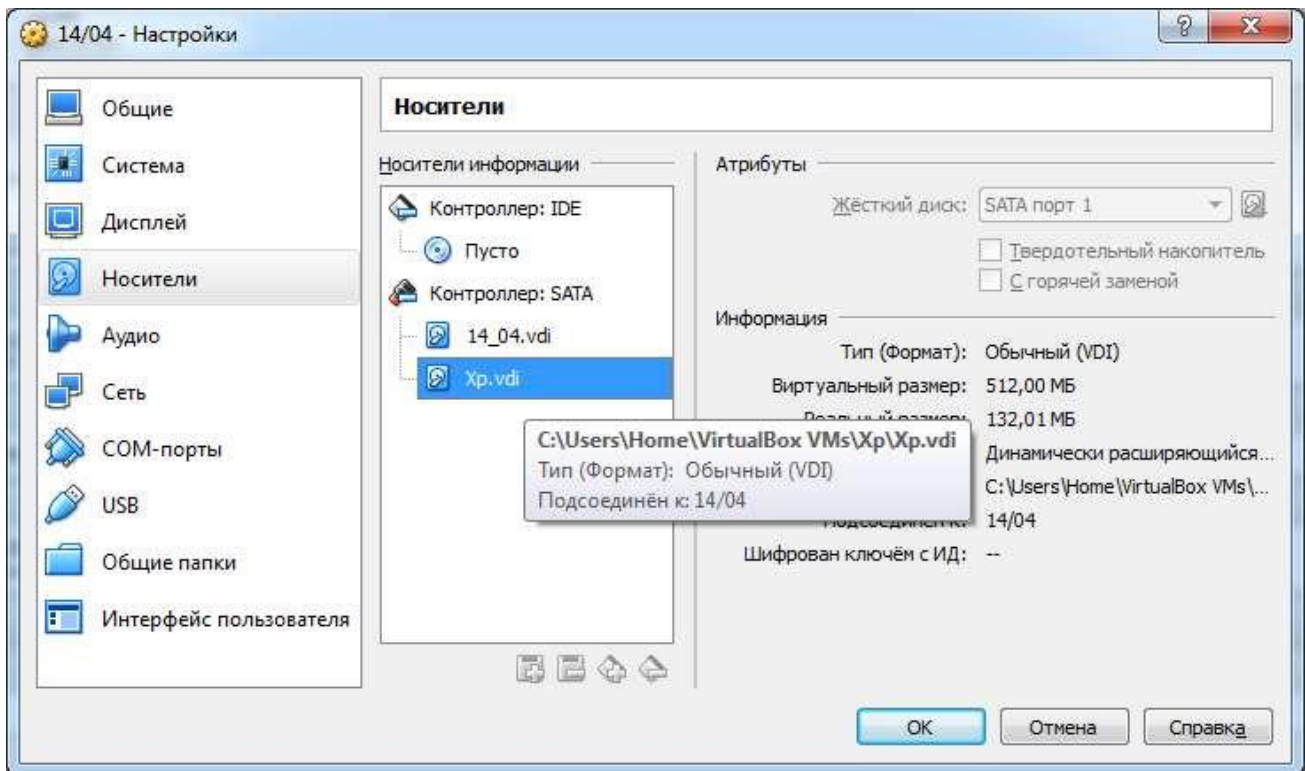 14/04 - Настройки
Общие
Система
Дисплей
Носители
Аудио
Сеть
COM-порты
USB
Общие папки
Интерфейс пользователя
Носители
Носители информации
Контроллер: IDE
Пусто
Контроллер: SATA
14_04.vdi
Xp.vdi
C:\Users\Home\VirtualBox VMs\Xp\Xp.vdi
Тип (Формат): Обычный (VDI)
Подсоединён к: 14/04
Атрибуты
Жёсткий диск: SATA порт 1
Твердотельный накопитель
С горячей заменой
Информация
Тип (Формат): Обычный (VDI)
Виртуальный размер: 512,00 МБ
Реальный размер: 132,01 МБ
Динамически расширяющийся...
C:\Users\Home\VirtualBox VMs\...
Подсоединён к: 14/04
Шифрован ключём с ИД: --
OK
Отмена
Справка